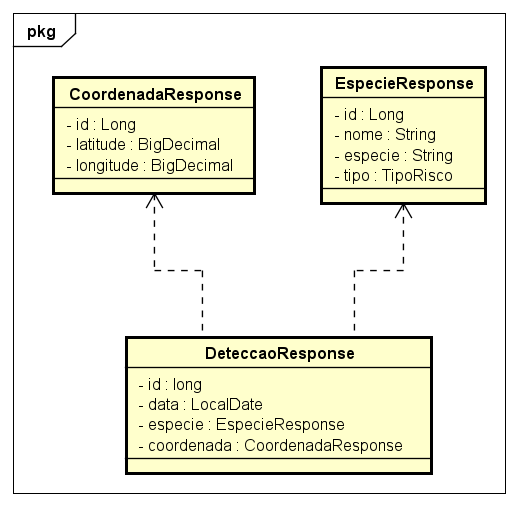 pkg
CoordenadaResponse
- id : Long
- latitude : BigDecimal
- longitude : BigDecimal
EspecieResponse
- id : Long
- nome : String
- especie : String
- tipo : TipoRisco
DeteccaoResponse
- id : long
- data : LocalDate
- especie : EspecieResponse
- coordenada : CoordenadaResponse